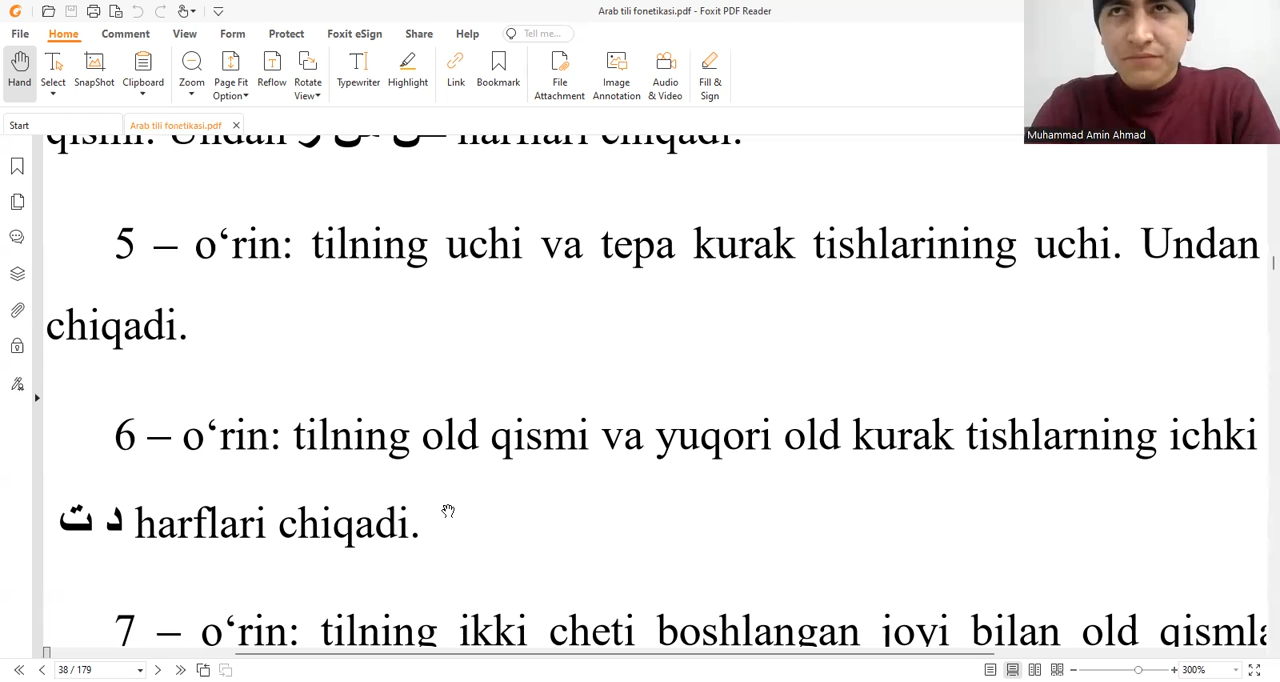 Arab tili fonetikasi.pdf - Foxit PDF Reader
File Home Comment View Form Protect Foxit eSign Share Help Tell me...
Hand Select SnapShot Clipboard Zoom Page Fit Option Reflow Rotate View Typewriter Highlight Link Bookmark File Attachment Image Annotation Audio & Video Fill & Sign
Muhammad Amin Ahmad
Start Arab tili fonetikasi.pdf
qismi. Undan harflari chiqadi.
5 – o‘rin: tilning uchi va tepa kurak tishlarining uchi. Undan
chiqadi.
6 – o‘rin: tilning old qismi va yuqori old kurak tishlarning ichki
د ت harflari chiqadi.
7 – o‘rin: tilning ikki cheti boshlangan joyi bilan old qismla
38 / 179 300%